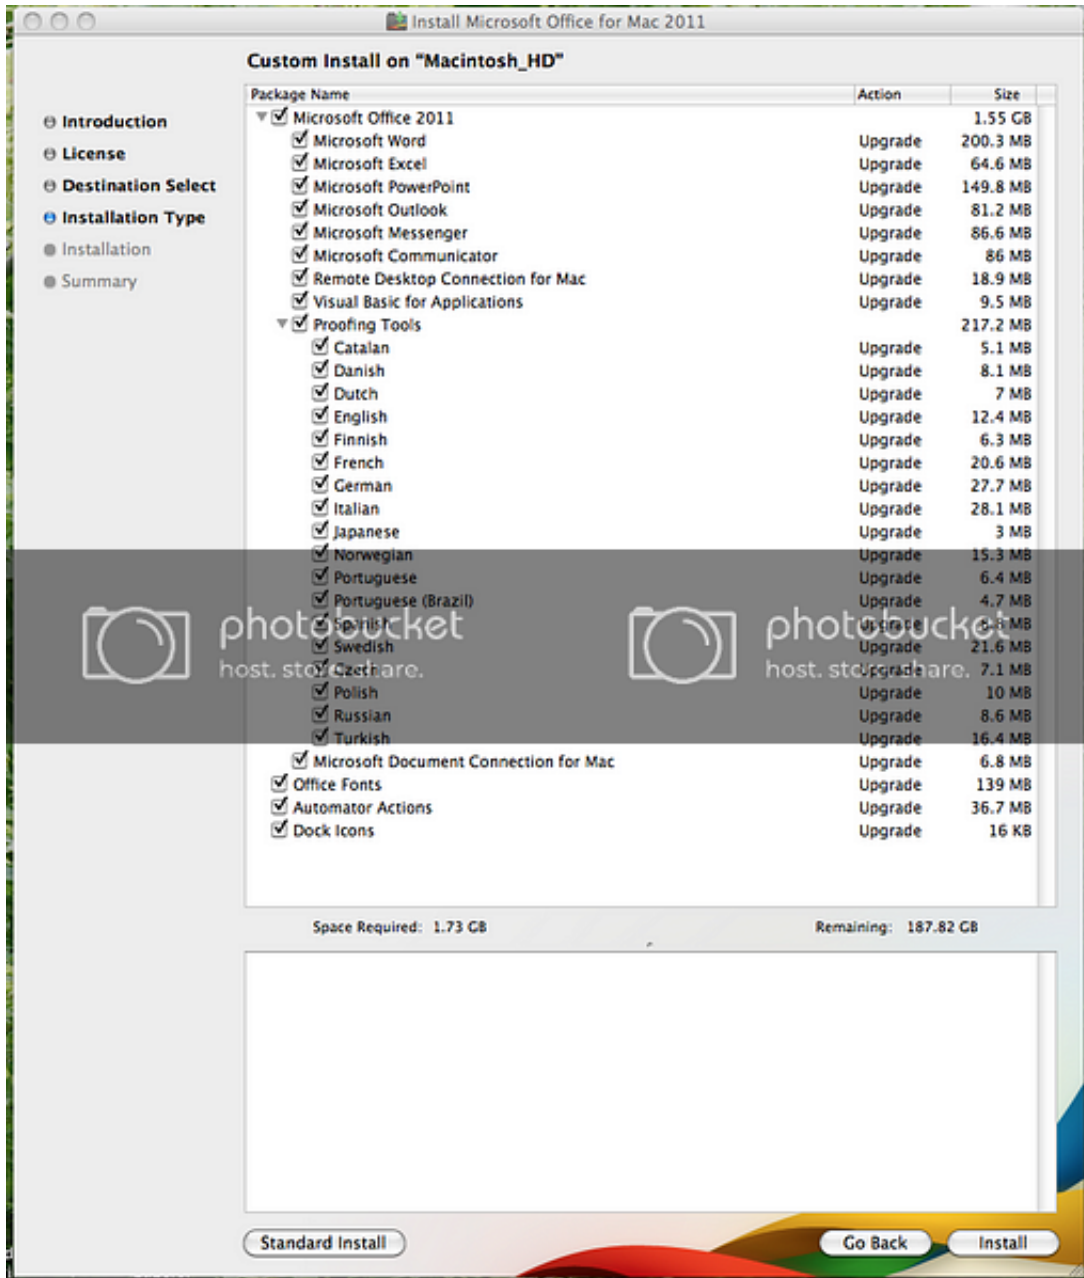 Install Microsoft Office for Mac 2011
Custom Install on "Macintosh_HD"
Package Name Action Size
Introduction
License
Destination Select
Installation Type
Installation
Summary
Microsoft Office 2011 1.55 GB
Microsoft Word Upgrade 200.3 MB
Microsoft Excel Upgrade 64.6 MB
Microsoft PowerPoint Upgrade 149.8 MB
Microsoft Outlook Upgrade 81.2 MB
Microsoft Messenger Upgrade 86.6 MB
Microsoft Communicator Upgrade 86 MB
Remote Desktop Connection for Mac Upgrade 18.9 MB
Visual Basic for Applications Upgrade 9.5 MB
Proofing Tools 217.2 MB
Catalan Upgrade 5.1 MB
Danish Upgrade 8.1 MB
Dutch Upgrade 7 MB
English Upgrade 12.4 MB
Finnish Upgrade 6.3 MB
French Upgrade 20.6 MB
German Upgrade 27.7 MB
Italian Upgrade 28.1 MB
Japanese Upgrade 3 MB
Norwegian Upgrade 15.3 MB
Portuguese Upgrade 6.4 MB
Portuguese (Brazil) Upgrade 4.7 MB
Spanish Upgrade MB
Swedish Upgrade 21.6 MB
Czech Upgrade 7.1 MB
Polish Upgrade 10 MB
Russian Upgrade 8.6 MB
Turkish Upgrade 16.4 MB
Microsoft Document Connection for Mac Upgrade 6.8 MB
Office Fonts Upgrade 139 MB
Automator Actions Upgrade 36.7 MB
Dock Icons Upgrade 16 KB
photobucket photobucket
host. store. share. host. store. share.
Space Required: 1.73 GB Remaining: 187.82 GB
Standard Install Go Back Install